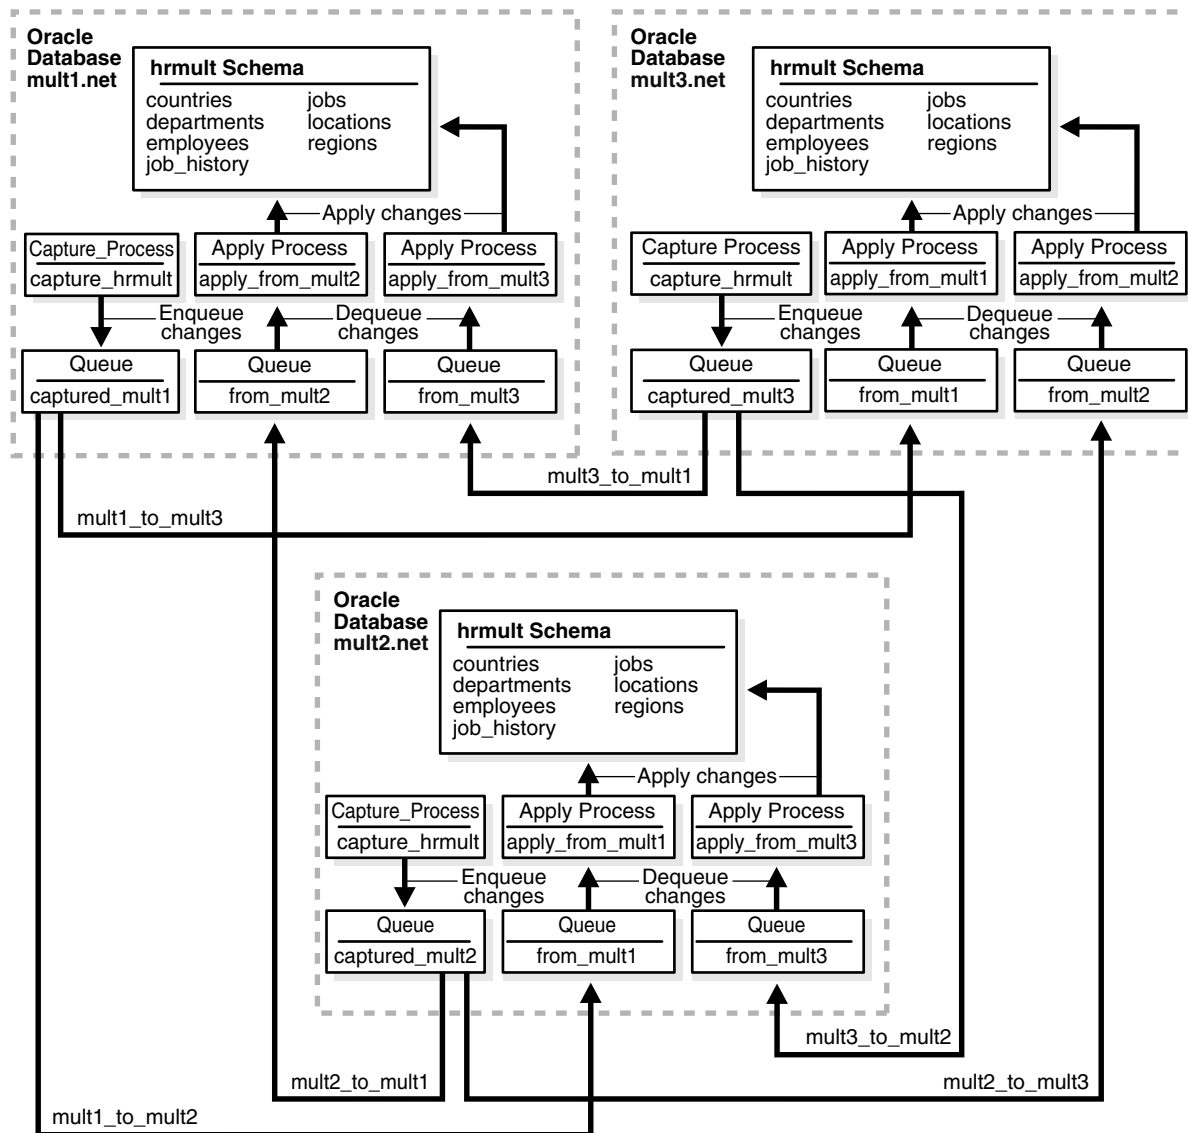 Oracle
Database
mult1.net
hrmult Schema
countries jobs
departments locations
employees regions
job_history
Apply changes
Capture_Process
capture_hrmult
Apply Process
apply_from_mult2
Apply Process
apply_from_mult3
Enqueue
changes
Dequeue
changes
Queue
captured_mult1
Queue
from_mult2
Queue
from_mult3
Oracle
Database
mult3.net
hrmult Schema
countries jobs
departments locations
employees regions
job_history
Apply changes
Capture Process
capture_hrmult
Apply Process
apply_from_mult1
Apply Process
apply_from_mult2
Enqueue
changes
Dequeue
changes
Queue
captured_mult3
Queue
from_mult1
Queue
from_mult2
mult3_to_mult1
mult1_to_mult3
Oracle
Database
mult2.net
hrmult Schema
countries jobs
departments locations
employees regions
job_history
Apply changes
Capture_Process
capture_hrmult
Apply Process
apply_from_mult1
Apply Process
apply_from_mult3
Enqueue
changes
Dequeue
changes
Queue
captured_mult2
Queue
from_mult1
Queue
from_mult3
mult3_to_mult2
mult2_to_mult1
mult2_to_mult3
mult1_to_mult2